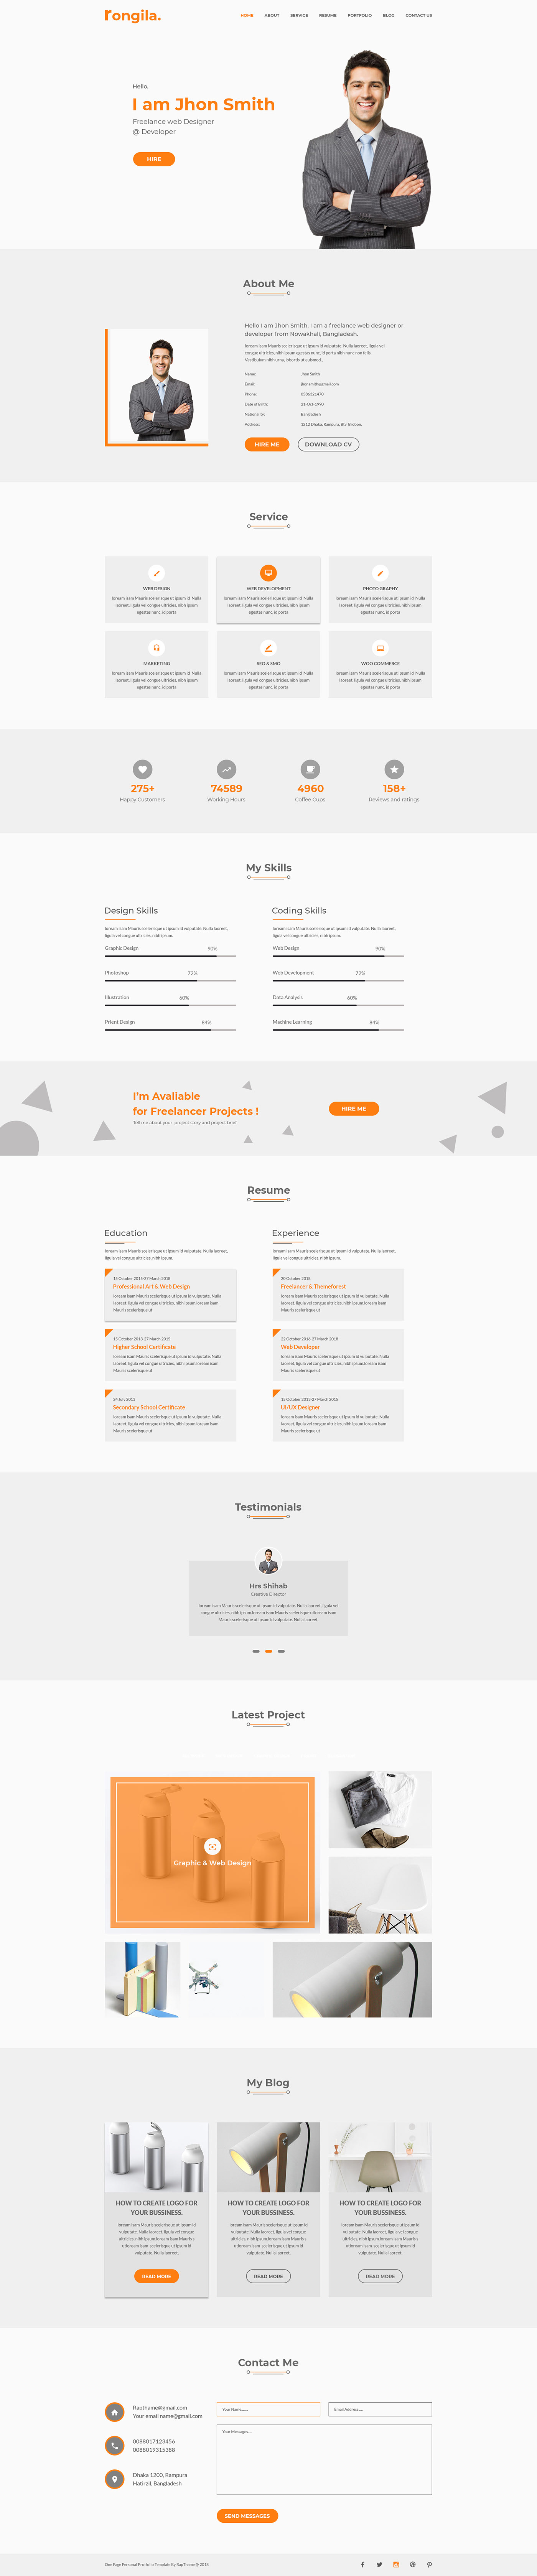 rongila.
HOME ABOUT SERVICE RESUME PORTFOLIO BLOG CONTACT US
Hello,
I am Jhon Smith
Freelance web Designer
@ Developer
HIRE
About Me
Hello I am Jhon Smith, I am a freelance web designer or
developer from Nowakhali, Bangladesh.
loream isam Mauris scelerisque ut ipsum id vulputate. Nulla laoreet, ligula vel
congue ultricies, nibh ipsum egestas nunc, id porta nibh nunc non felis.
Vestibulum nibh urna, lobortis ut euismod,
Name: Jhon Smith
Email: jhonsmith@gmail.com
Phone: 0186321470
Date of Birth: 21-Oct-1990
Nationality: Bangladesh
Address: 1212 Dhaka, Rampura,
HIRE ME DOWNLOAD CV
Service
WEB DESIGN
loream isam Mauris scelerisque ut ipsum id Nulla
laoreet, ligula vel congue ultricies, nibh ipsum
egestas nunc, id porta
WEB DEVELOPMENT
loream isam Mauris scelerisque ut ipsum id Nulla
laoreet, ligula vel congue ultricies, nibh ipsum
egestas nunc, id porta
PHOTO GRAPHY
loream isam Mauris scelerisque ut ipsum id Nulla
laoreet, ligula vel congue ultricies, nibh ipsum
egestas nunc, id porta
MARKETING
loream isam Mauris scelerisque ut ipsum id Nulla
laoreet, ligula vel congue ultricies, nibh ipsum
egestas nunc, id porta
SEO & SMO
loream isam Mauris scelerisque ut ipsum id Nulla
laoreet, ligula vel congue ultricies, nibh ipsum
egestas nunc, id porta
WOO COMMERCE
loream isam Mauris scelerisque ut ipsum id Nulla
laoreet, ligula vel congue ultricies, nibh ipsum
egestas nunc, id porta
275+
Happy Customers
74589
Working Hours
4960
Coffee Cups
158+
Reviews and ratings
My Skills
Design Skills
loream isam Mauris scelerisque ut ipsum id vulputate. Nulla laoreet,
ligula vel congue ultricies, nibh ipsum.
Graphic Design 90%
Photoshop 72%
Illustration 60%
Prient Design 84%
Coding Skills
loream isam Mauris scelerisque ut ipsum id vulputate. Nulla laoreet,
ligula vel congue ultricies, nibh ipsum.
Web Design 90%
Web Development 72%
Data Analysis 60%
Machine Learning 84%
I'm Avaliable
for Freelancer Projects !
Tell me about your project story and project brief
HIRE ME
Resume
Education
loream isam Mauris scelerisque ut ipsum id vulputate. Nulla laoreet,
ligula vel congue ultricies, nibh ipsum.
15 October 2015-27 March 2018
Professional Art & Web Design
loream isam Mauris scelerisque ut ipsum id vulputate. Nulla
laoreet, ligula vel congue ultricies, nibh ipsum.loream isam
Mauris scelerisque ut
15 October 2013-27 March 2015
Higher School Certificate
loream isam Mauris scelerisque ut ipsum id vulputate. Nulla
laoreet, ligula vel congue ultricies, nibh ipsum.loream isam
Mauris scelerisque ut
24 July 2013
Secondary School Certificate
loream isam Mauris scelerisque ut ipsum id vulputate. Nulla
laoreet, ligula vel congue ultricies, nibh ipsum.loream isam
Mauris scelerisque ut
Experience
loream isam Mauris scelerisque ut ipsum id vulputate. Nulla laoreet,
ligula vel congue ultricies, nibh ipsum.
20 October 2018
Freelancer & Themeforest
loream isam Mauris scelerisque ut ipsum id vulputate. Nulla
laoreet, ligula vel congue ultricies, nibh ipsum.loream isam
Mauris scelerisque ut
22 October 2016-27 March 2018
Web Developer
loream isam Mauris scelerisque ut ipsum id vulputate. Nulla
laoreet, ligula vel congue ultricies, nibh ipsum.loream isam
Mauris scelerisque ut
15 October 2013-27 March 2015
UI/UX Designer
loream isam Mauris scelerisque ut ipsum id vulputate. Nulla
laoreet, ligula vel congue ultricies, nibh ipsum.loream isam
Mauris scelerisque ut
Testimonials
Hrs Shihab
Creative Director
loream isam Mauris scelerisque ut ipsum id vulputate. Nulla laoreet, ligula vel
congue ultricies, nibh ipsum.loream isam Mauris scelerisque utloream isam
Mauris scelerisque ut ipsum id vulputate. Nulla laoreet,
Latest Project
Graphic & Web Design
My Blog
HOW TO CREATE LOGO FOR
YOUR BUSSINESS.
loream isam Mauris scelerisque ut ipsum id
vulputate. Nulla laoreet, ligula vel congue
ultricies, nibh ipsum.loream isam Mauris s
utloream isam scelerisque ut ipsum id
vulputate. Nulla laoreet,
READ MORE
HOW TO CREATE LOGO FOR
YOUR BUSSINESS.
loream isam Mauris scelerisque ut ipsum id
vulputate. Nulla laoreet, ligula vel congue
ultricies, nibh ipsum.loream isam Mauris s
utloream isam scelerisque ut ipsum id
vulputate. Nulla laoreet,
READ MORE
HOW TO CREATE LOGO FOR
YOUR BUSSINESS.
loream isam Mauris scelerisque ut ipsum id
vulputate. Nulla laoreet, ligula vel congue
ultricies, nibh ipsum.loream isam Mauris s
utloream isam scelerisque ut ipsum id
vulputate. Nulla laoreet,
READ MORE
Contact Me
Rapthame@gmail.com
Your email name@gmail.com
0088017123456
0088019315388
Dhaka 1200, Rampura
Hatirzil, Bangladesh
Your Name......
Email Address....
Your Messages....
SEND MESSAGES
One Page Personal Protfolio Template By RapTheme @ 2018